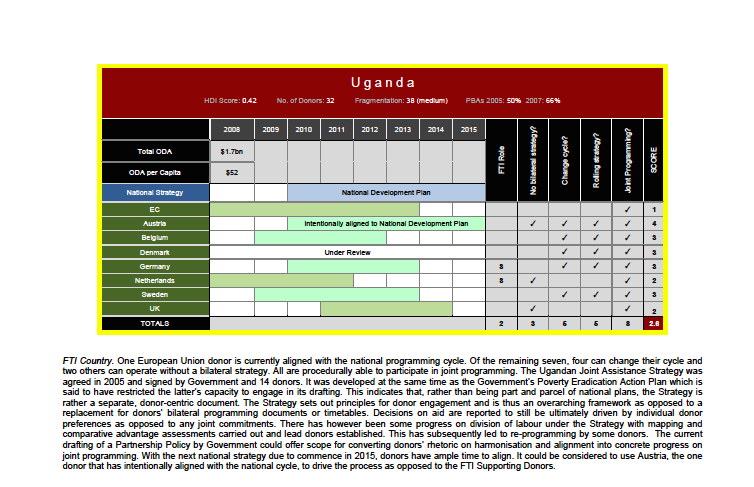 Uganda
HDI Score: 0.42 No. of Donors: 32 Fragmentation: 38 (medium) PBAs 2005: 50% 2007: 66%
2008 2009 2010 2011 2012 2013 2014 2015 FTI Role No bilateral strategy? Change cycle? Rolling strategy? Joint Programming? SCORE
Total ODA $1.7bn
ODA per Capita $52
National Strategy National Development Plan
EC ✓ 1
Austria Intentionally aligned to National Development Plan ✓ ✓ ✓ ✓ 4
Belgium ✓ ✓ ✓ 3
Denmark Under Review ✓ ✓ ✓ 3
Germany S ✓ ✓ ✓ 3
Netherlands S ✓ ✓ 2
Sweden ✓ ✓ ✓ 3
UK ✓ ✓ 2
TOTALS 2 3 5 5 8 2.6
FTI Country. One European Union donor is currently aligned with the national programming cycle. Of the remaining seven, four can change their cycle and
two others can operate without a bilateral strategy. All are procedurally able to participate in joint programming. The Ugandan Joint Assistance Strategy was
agreed in 2005 and signed by Government and 14 donors. It was developed at the same time as the Government's Poverty Eradication Action Plan which is
said to have restricted the latter's capacity to engage in its drafting. This indicates that, rather than being part and parcel of national plans, the Strategy is
rather a separate, donor-centric document. The Strategy sets out principles for donor engagement and is thus an overarching framework as opposed to a
replacement for donors' bilateral programming documents or timetables. Decisions on aid are reported to still be ultimately driven by individual donor
preferences as opposed to any joint commitments. There has however been some progress on division of labour under the Strategy with mapping and
comparative advantage assessments carried out and lead donors established. This has subsequently led to re-programming by some donors. The current
drafting of a Partnership Policy by Government could offer scope for converting donors' rhetoric on harmonisation and alignment into concrete progress on
joint programming. With the next national strategy due to commence in 2015, donors have ample time to align. It could be considered to use Austria, the one
donor that has intentionally aligned with the national cycle, to drive the process as opposed to the FTI Supporting Donors.